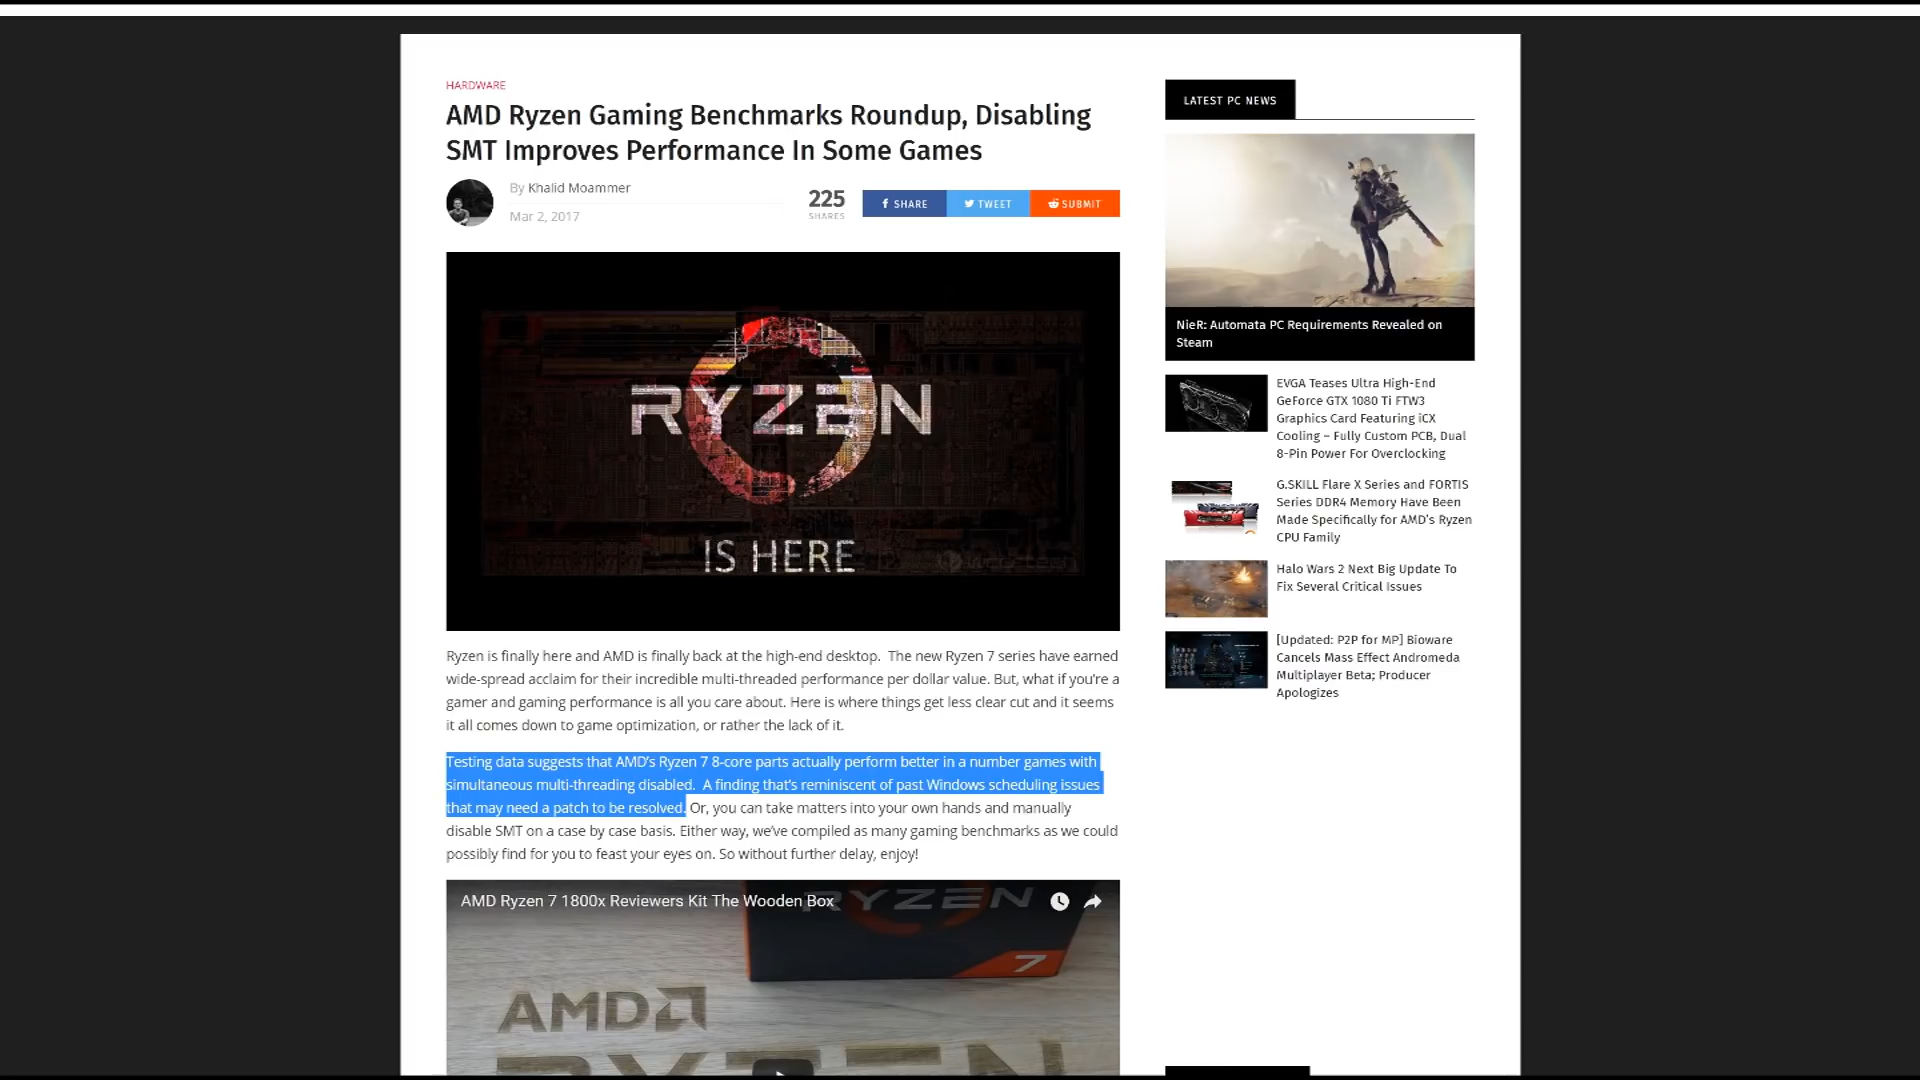 HARDWARE
AMD Ryzen Gaming Benchmarks Roundup, Disabling
SMT Improves Performance In Some Games
By Khalid Moammer
Mar 2, 2017
225
SHARES
SHARE
TWEET
SUBMIT
RYZEN
IS HERE
Ryzen is finally here and AMD is finally back at the high-end desktop.  The new Ryzen 7 series have earned
wide-spread acclaim for their incredible multi-threaded performance per dollar value. But, what if you're a
gamer and gaming performance is all you care about. Here is where things get less clear cut and it seems
it all comes down to game optimization, or rather the lack of it.
Testing data suggests that AMD's Ryzen 7 8-core parts actually perform better in a number games with
simultaneous multi-threading disabled.  A finding that's reminiscent of past Windows scheduling issues
that may need a patch to be resolved. Or, you can take matters into your own hands and manually
disable SMT on a case by case basis. Either way, we've compiled as many gaming benchmarks as we could
possibly find for you to feast your eyes on. So without further delay, enjoy!
AMD Ryzen 7 1800x Reviewers Kit The Wooden Box
RYZEN
7
AMD
RYZEN
LATEST PC NEWS
NieR: Automata PC Requirements Revealed on
Steam
EVGA Teases Ultra High-End
GeForce GTX 1080 Ti FTW3
Graphics Card Featuring iCX
Cooling – Fully Custom PCB, Dual
8-Pin Power For Overclocking
G.SKILL Flare X Series and FORTIS
Series DDR4 Memory Have Been
Made Specifically for AMD's Ryzen
CPU Family
Halo Wars 2 Next Big Update To
Fix Several Critical Issues
[Updated: P2P for MP] Bioware
Cancels Mass Effect Andromeda
Multiplayer Beta; Producer
Apologizes